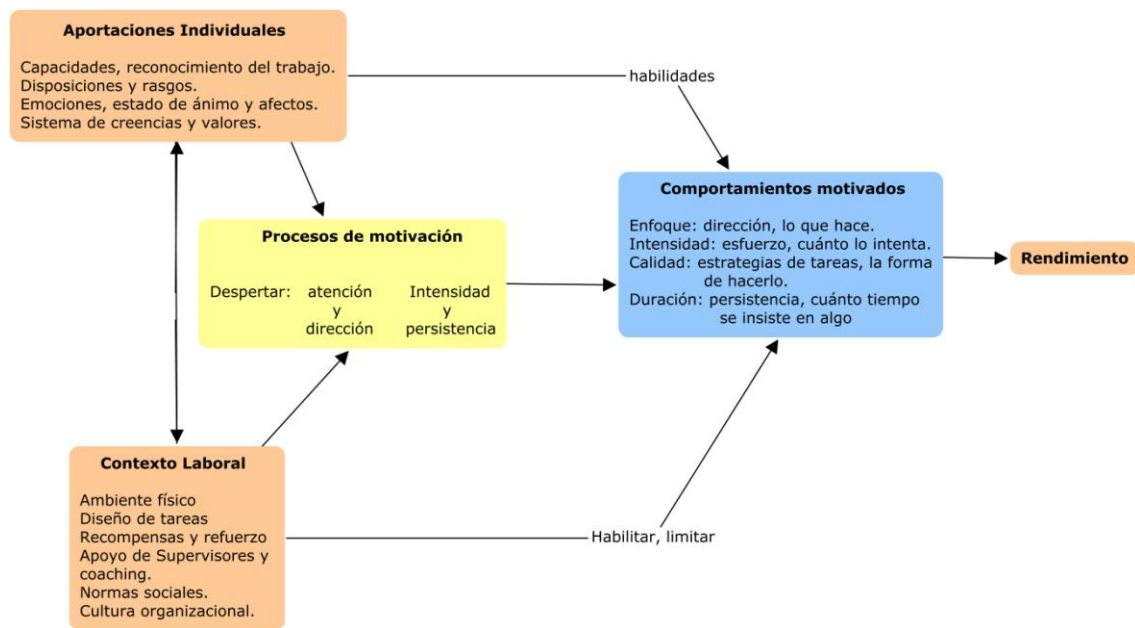 Aportaciones Individuales
Capacidades, reconocimiento del trabajo.
Disposiciones y rasgos.
Emociones, estado de ánimo y afectos.
Sistema de creencias y valores.
habilidades
Comportamientos motivados
Enfoque: dirección, lo que hace.
Intensidad: esfuerzo, cuánto lo intenta.
Calidad: estrategias de tareas, la forma
de hacerlo.
Duración: persistencia, cuánto tiempo
se insiste en algo
Rendimiento
Procesos de motivación
Despertar: atención Intensidad
y y
dirección persistencia
Contexto Laboral
Ambiente físico
Diseño de tareas
Recompensas y refuerzo
Apoyo de Supervisores y
coaching.
Normas sociales.
Cultura organizacional.
Habilitar, limitar